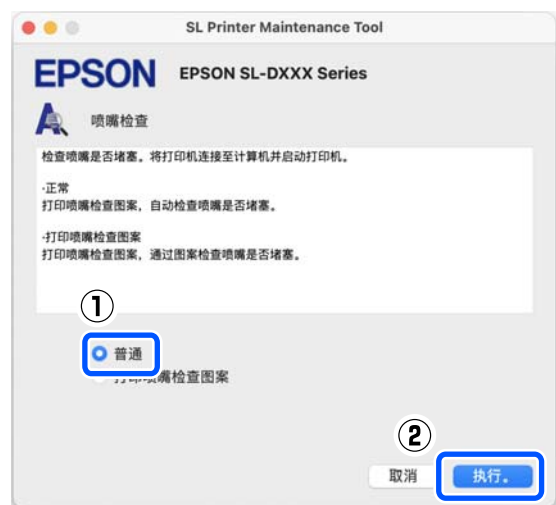 SL Printer Maintenance Tool
EPSON EPSON SL-DXXX Series
喷嘴检查
检查喷嘴是否堵塞。将打印机连接至计算机并启动打印机。
-正常
打印喷嘴检查图案，自动检查喷嘴是否堵塞。
-打印喷嘴检查图案
打印喷嘴检查图案，通过图案检查喷嘴是否堵塞。
①
普通
打印喷嘴检查图案
②
取消 执行。